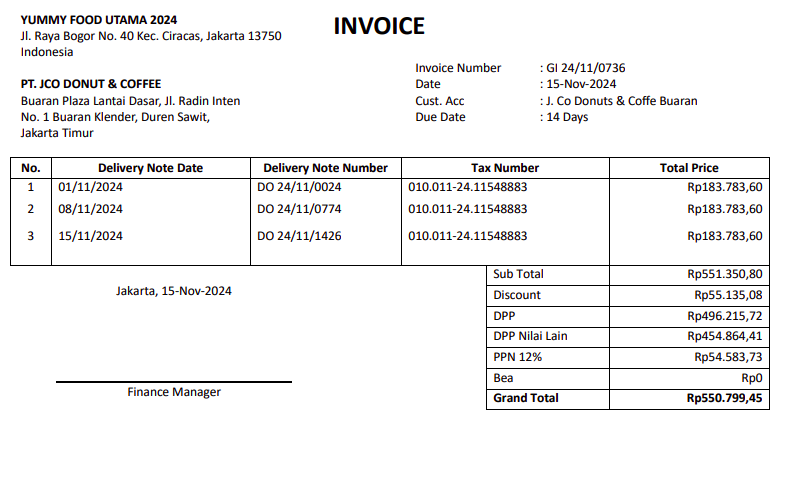 YUMMY FOOD UTAMA 2024
Jl. Raya Bogor No. 40 Kec. Ciracas, Jakarta 13750
Indonesia
INVOICE
PT. JCO DONUT & COFFEE
Buaran Plaza Lantai Dasar, Jl. Radin Inten
No. 1 Buaran Klender, Duren Sawit,
Jakarta Timur
Invoice Number : GI 24/11/0736
Date : 15-Nov-2024
Cust. Acc : J. Co Donuts & Coffe Buaran
Due Date : 14 Days
No. Delivery Note Date Delivery Note Number Tax Number Total Price
1 01/11/2024 DO 24/11/0024 010.011-24.11548883 Rp183.783,60
2 08/11/2024 DO 24/11/0774 010.011-24.11548883 Rp183.783,60
3 15/11/2024 DO 24/11/1426 010.011-24.11548883 Rp183.783,60
Sub Total Rp551.350,80
Discount Rp55.135,08
DPP Rp496.215,72
DPP Nilai Lain Rp454.864,41
PPN 12% Rp54.583,73
Bea Rp0
Grand Total Rp550.799,45
Jakarta, 15-Nov-2024
Finance Manager